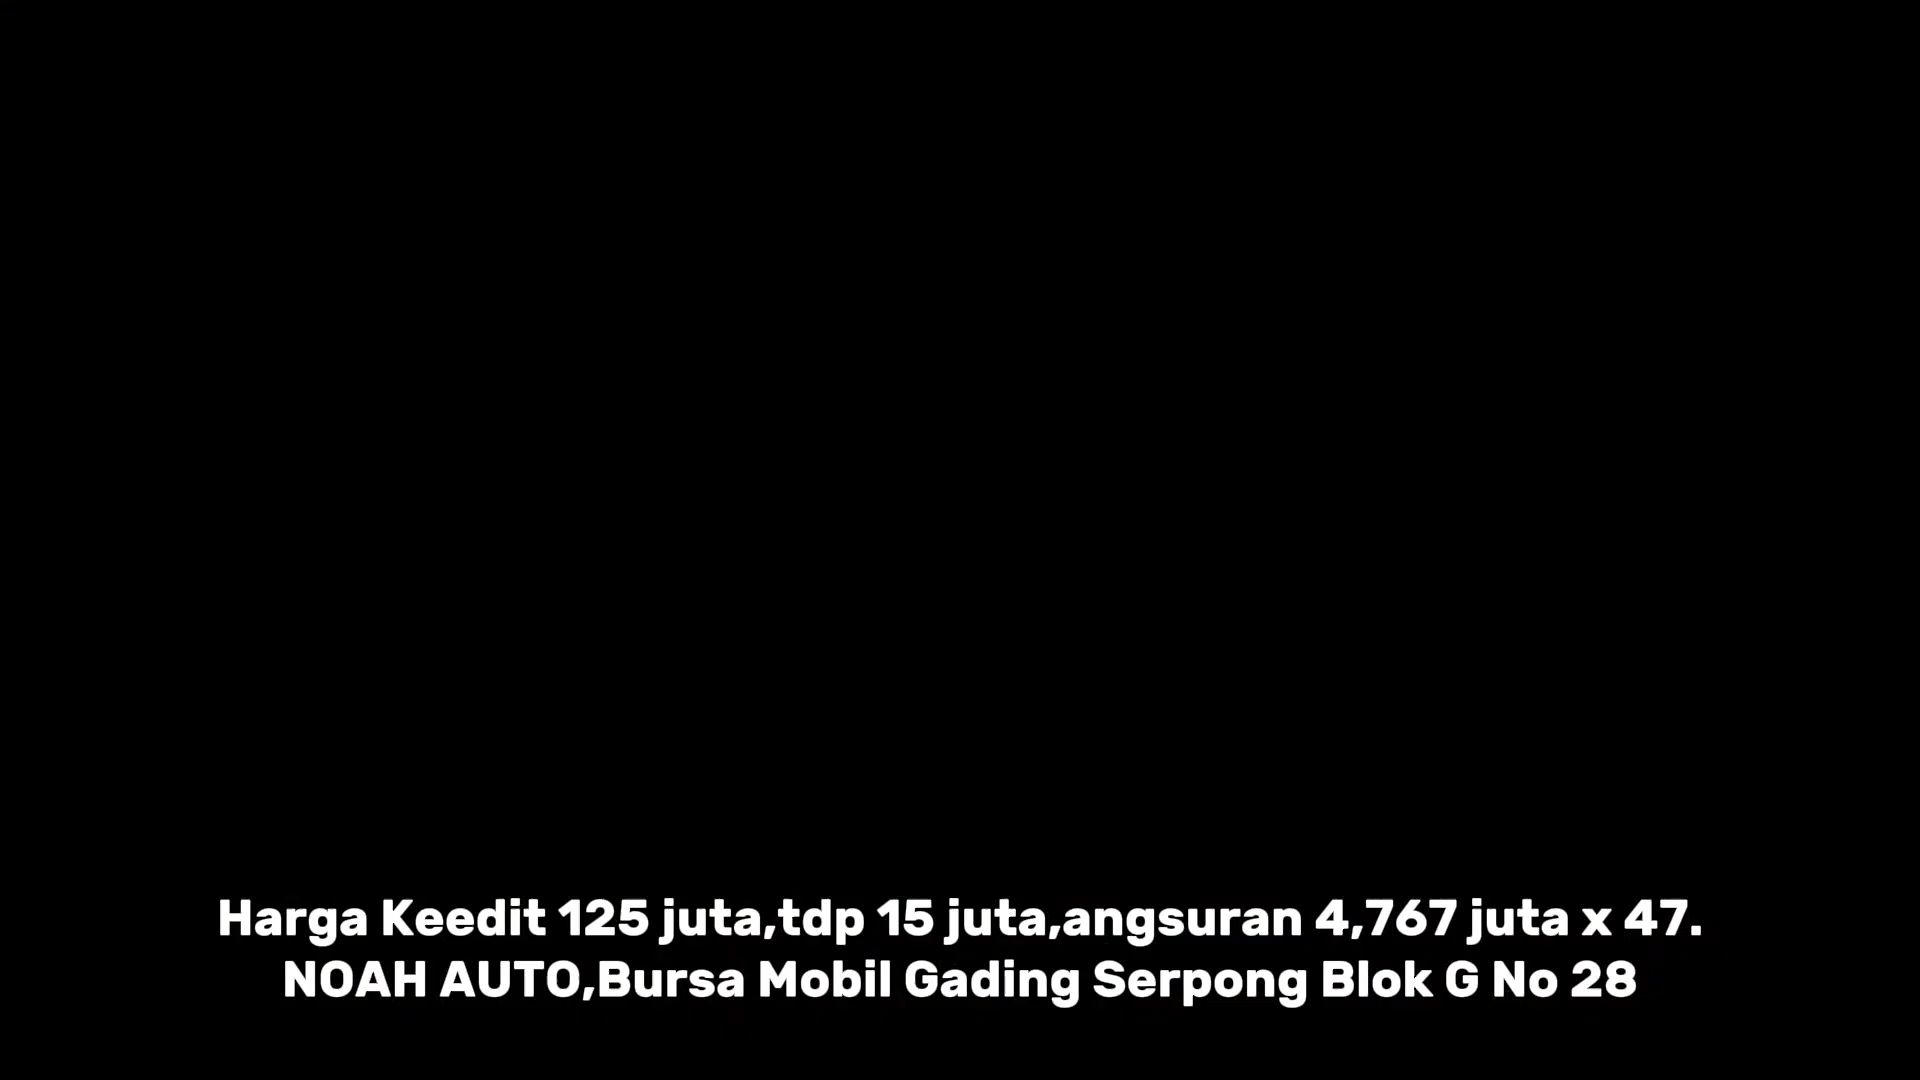 Harga Keedit 125 juta,tdp 15 juta,angsuran 4,767 juta x 47.
NOAH AUTO,Bursa Mobil Gading Serpong Blok G No 28